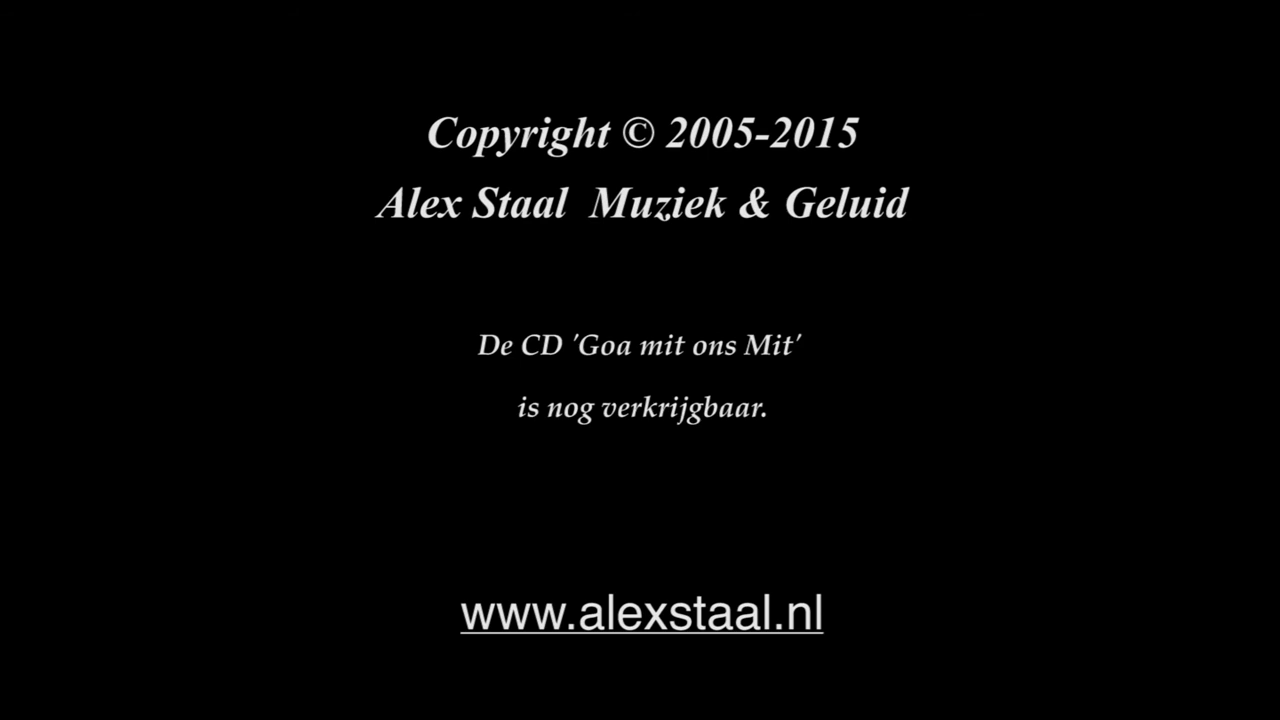 Copyright © 2005-2015
Alex Staal Muziek & Geluid
De CD 'Goa mit ons Mit'
is nog verkrijgbaar.
www.alexstaal.nl